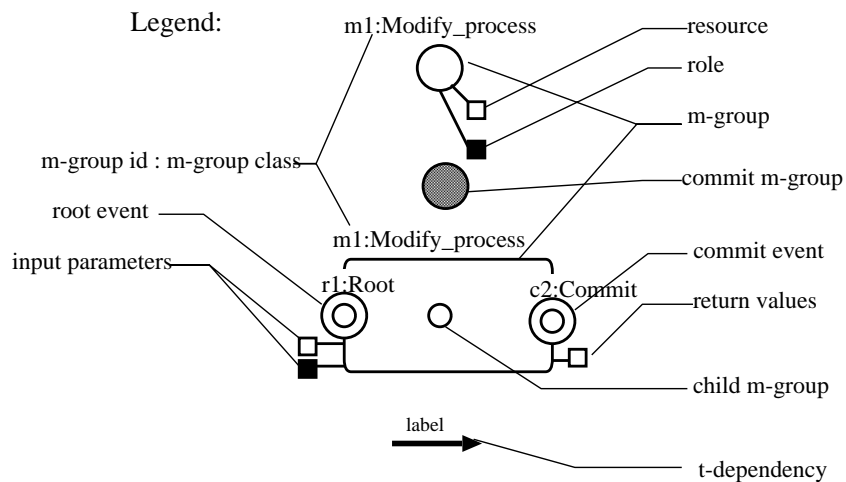 Legend:
m1:Modify_process
resource
role
m-group
m-group id : m-group class
commit m-group
root event
m1:Modify_process
commit event
input parameters
r1:Root
c2:Commit
return values
child m-group
label
t-dependency